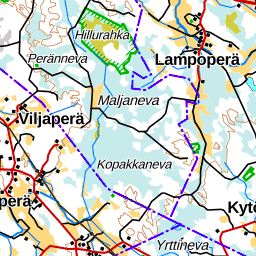 Hillurahka
Peränneva
Lampoperä
Maljaneva
Viljaperä
Kopakkaneva
perä
Kytö
Yrttineva